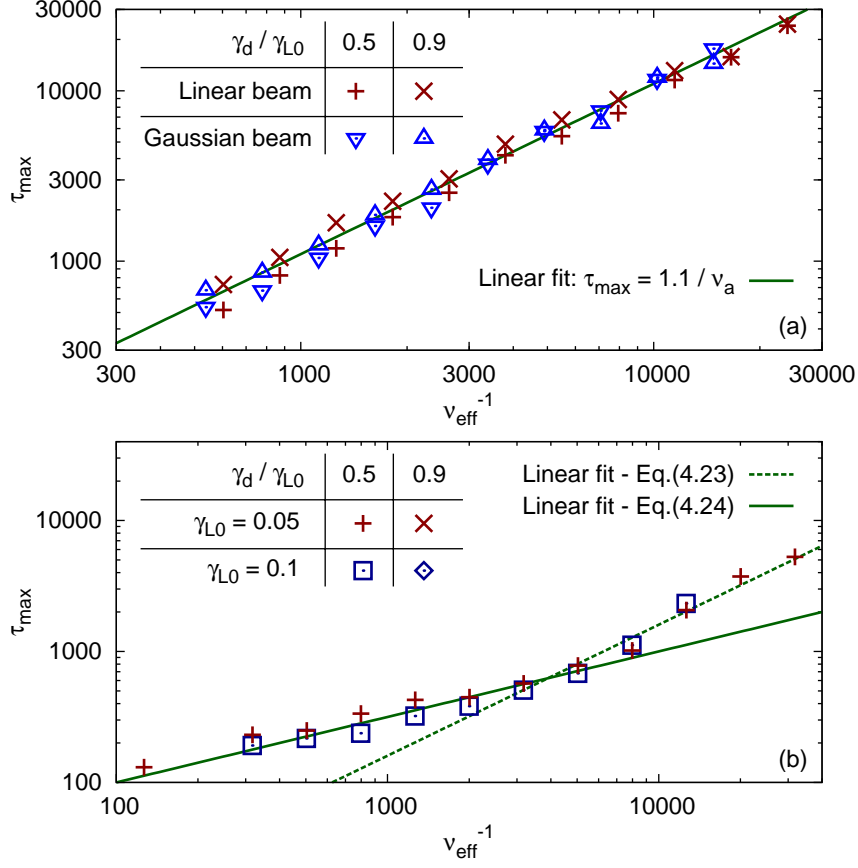 30000
10000
3000
1000
300
τmax
γd / γL0 0.5 0.9
Linear beam
Gaussian beam
Linear fit: τmax = 1.1 / νa
(a)
300 1000 3000 10000 30000
νeff-1
10000
1000
100
τmax
γd / γL0 0.5 0.9
γL0 = 0.05
γL0 = 0.1
Linear fit - Eq.(4.23)
Linear fit - Eq.(4.24)
(b)
100 1000 10000
νeff-1